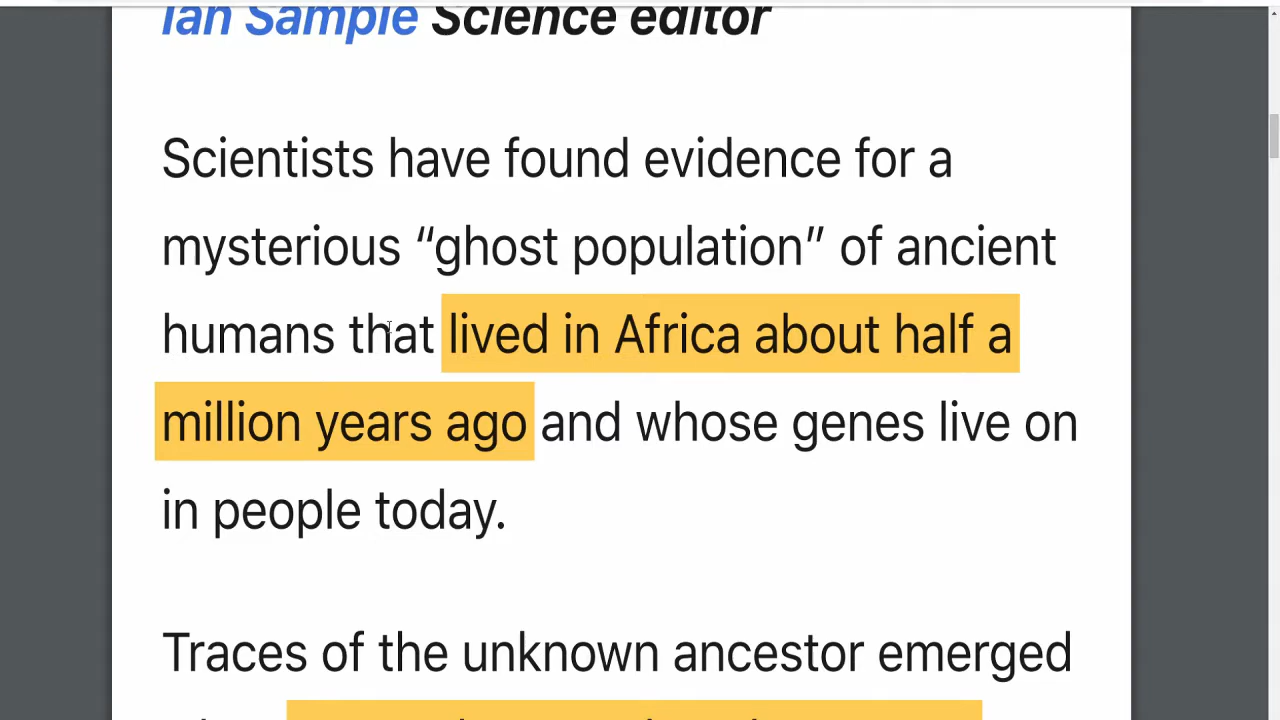 Ian Sample Science editor
Scientists have found evidence for a
mysterious “ghost population” of ancient
humans that lived in Africa about half a
million years ago and whose genes live on
in people today.
Traces of the unknown ancestor emerged